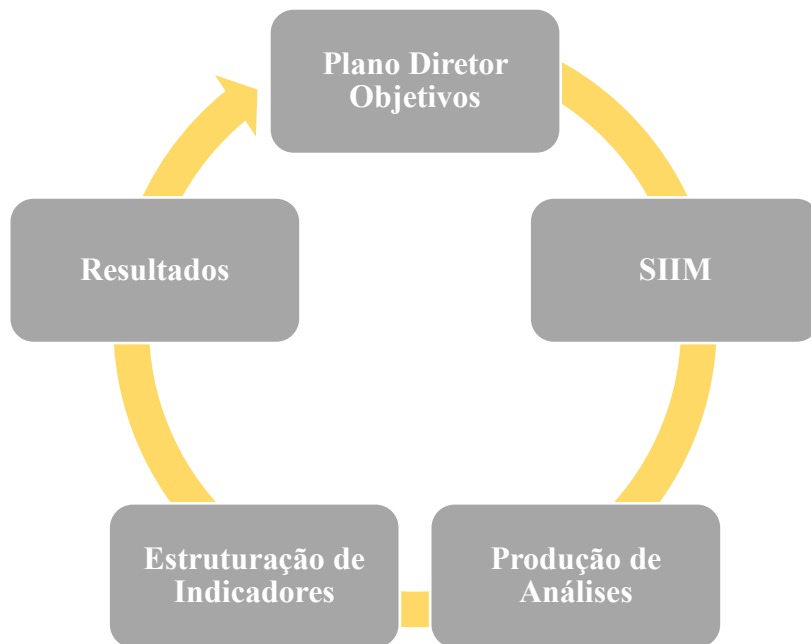 Plano Diretor
Objetivos
SIIM
Produção de
Análises
Estruturação de
Indicadores
Resultados